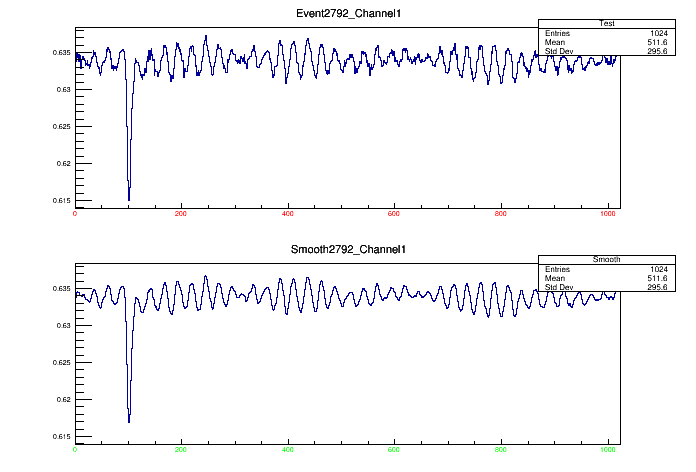 Event2792_Channel1
Test
Entries 1024
Mean 511.6
Std Dev 295.6
0.635
0.63
0.625
0.62
0.615
0 200 400 600 800 1000
Smooth2792_Channel1
Smooth
Entries 1024
Mean 511.6
Std Dev 295.6
0.635
0.63
0.625
0.62
0.615
0 200 400 600 800 1000